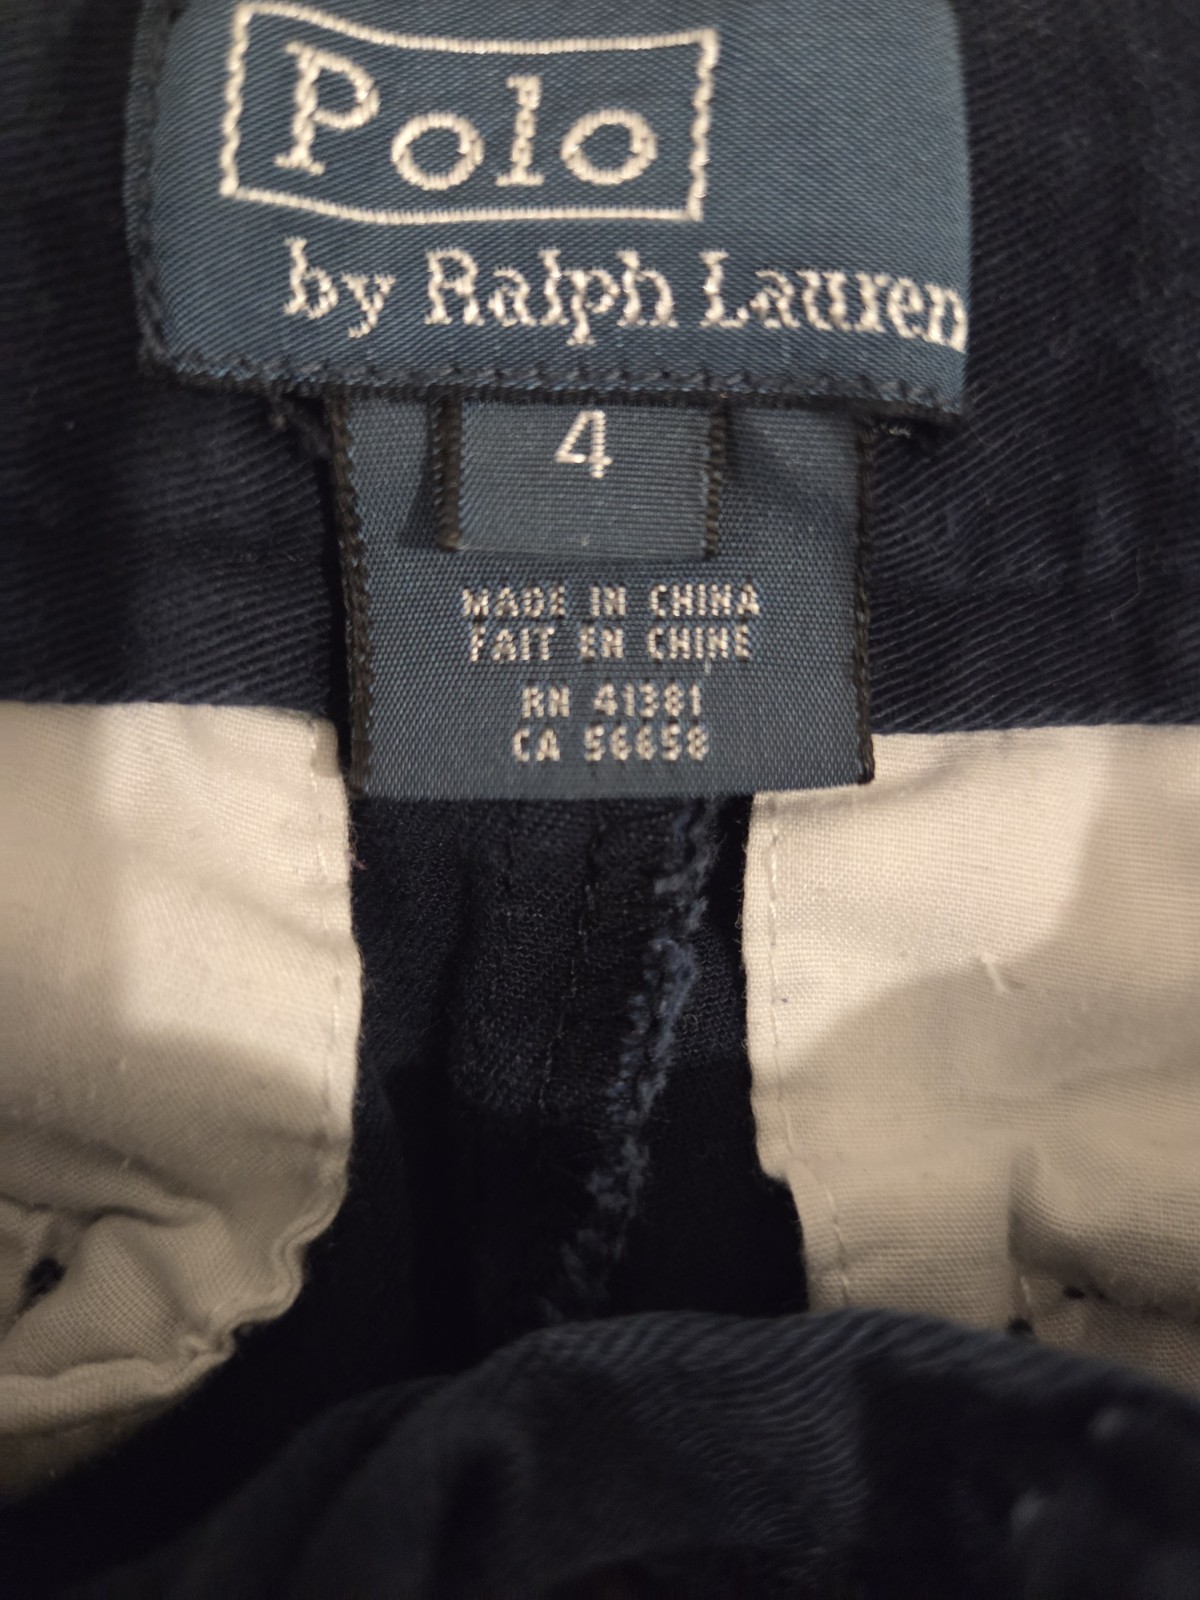 Polo
by Ralph Lauren
4
MADE IN CHINA
FAIT EN CHINE
RN 41381
CA 56658